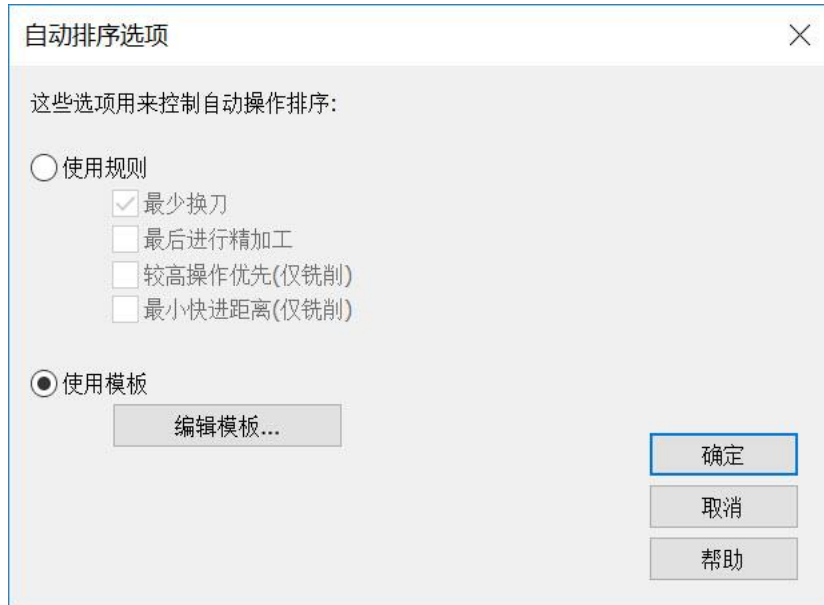 自动排序选项
这些选项用来控制自动操作排序:
使用规则
最少换刀
最后进行精加工
较高操作优先(仅铣削)
最小快进距离(仅铣削)
使用模板
编辑模板...
确定
取消
帮助